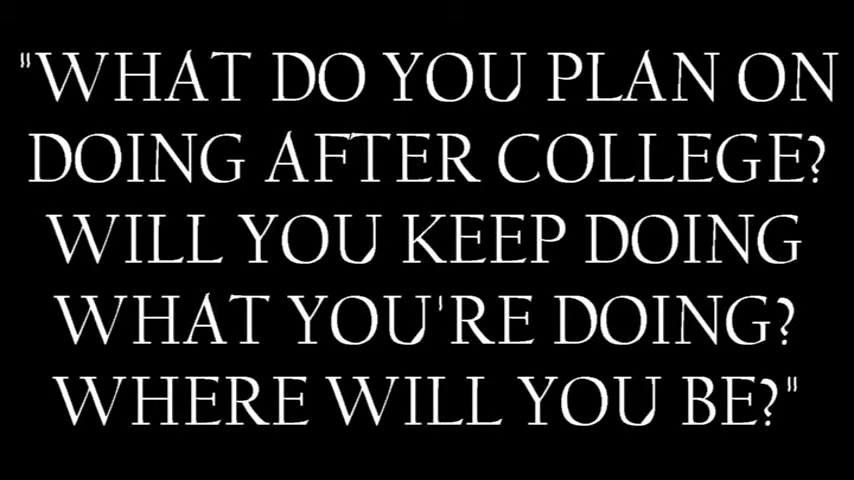 "WHAT DO YOU PLAN ON
DOING AFTER COLLEGE?
WILL YOU KEEP DOING
WHAT YOU'RE DOING?
WHERE WILL YOU BE?"